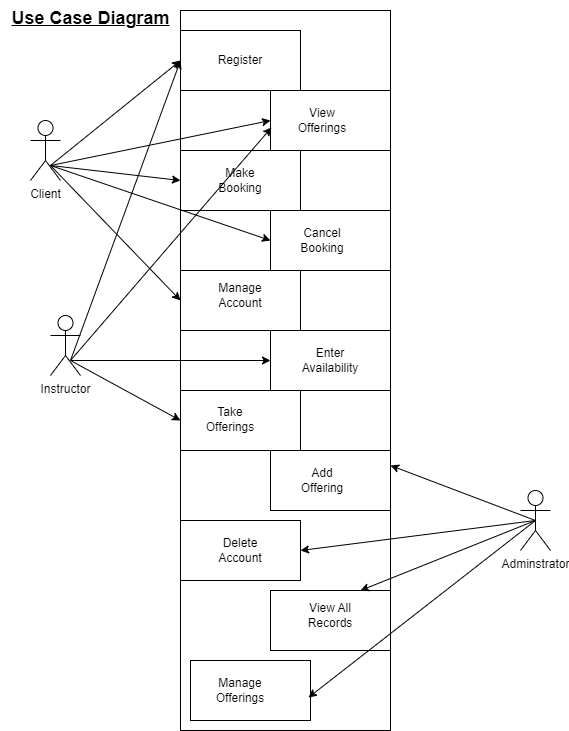 Use Case Diagram
Register
View
Offerings
Make
Booking
Client
Cancel
Booking
Manage
Account
Enter
Availability
Instructor
Take
Offerings
Add
Offering
Delete
Account
Adminstrator
View All
Records
Manage
Offerings